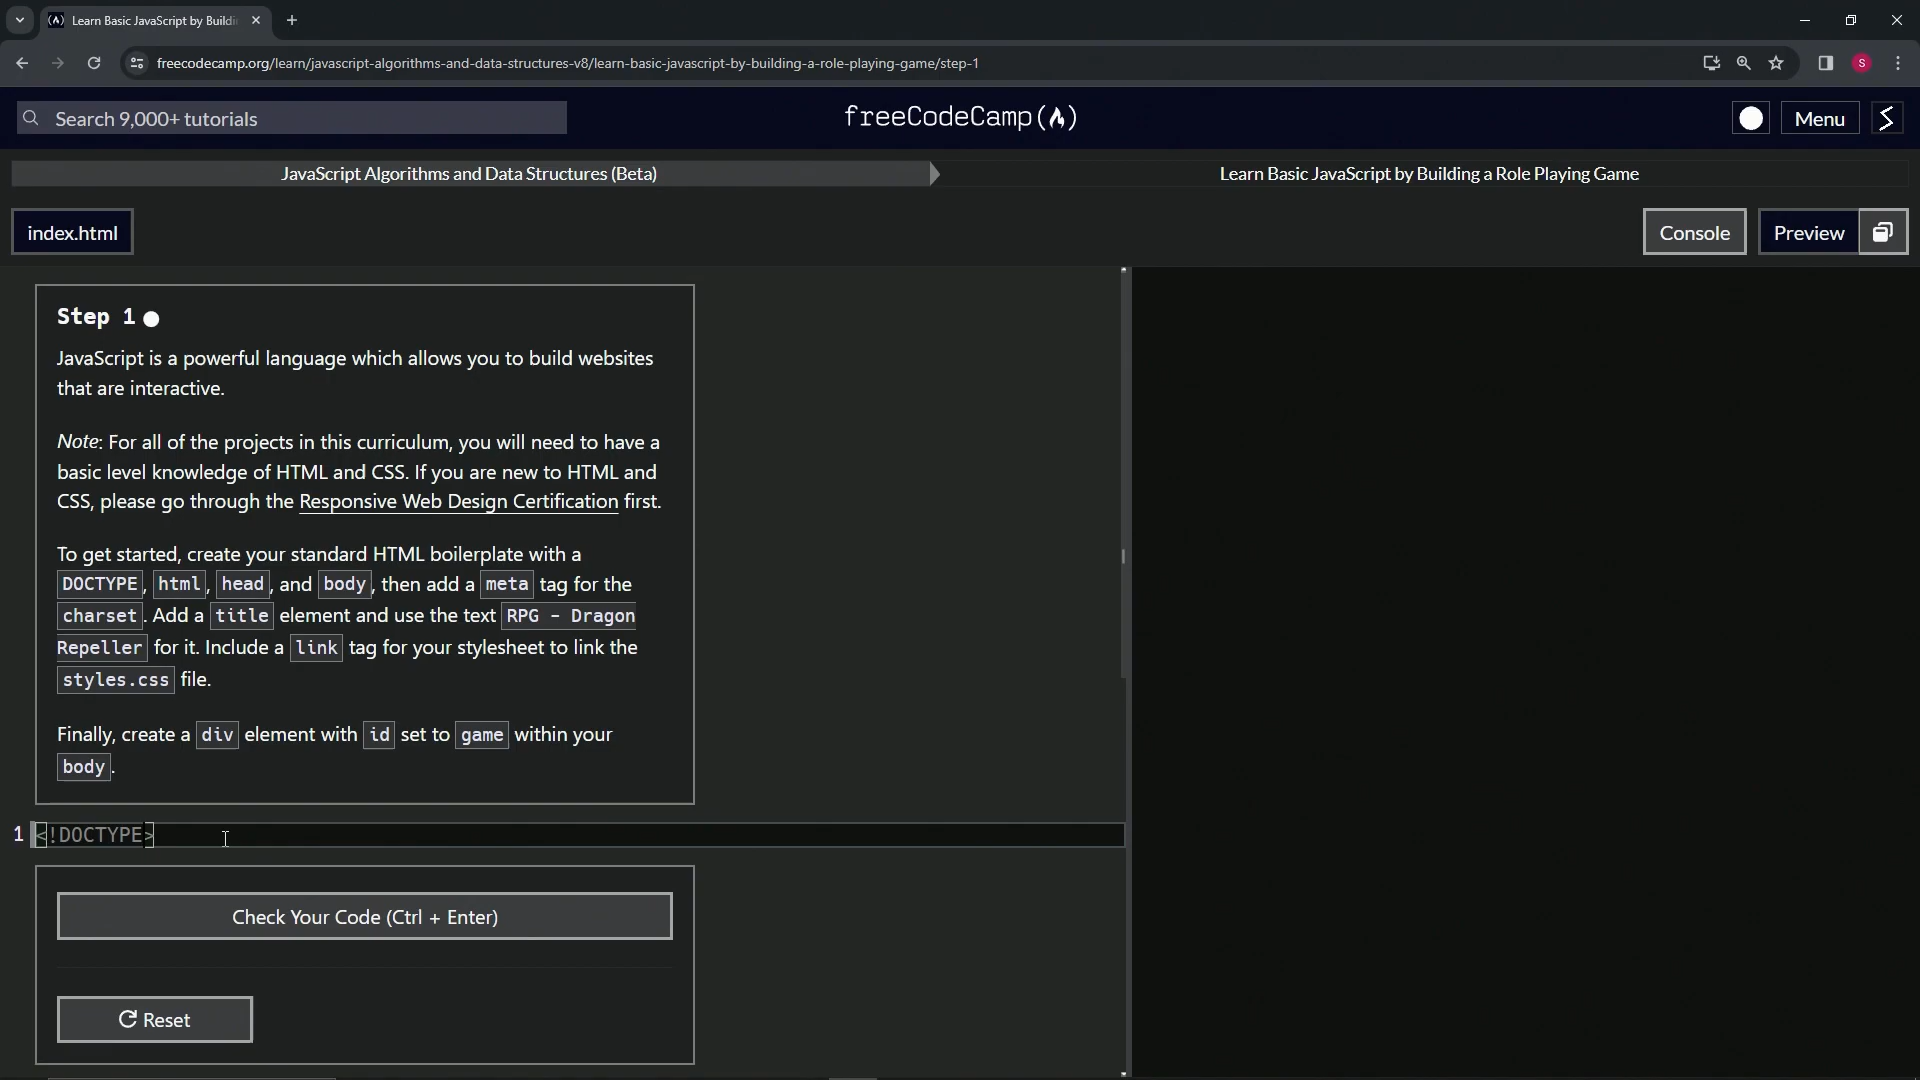 Learn Basic JavaScript by Buildi
freecodecamp.org/learn/javascript-algorithms-and-data-structures-v8/learn-basic-javascript-by-building-a-role-playing-game/step-1
S
Search 9,000+ tutorials
freeCodeCamp
Menu
JavaScript Algorithms and Data Structures (Beta)
Learn Basic JavaScript by Building a Role Playing Game
index.html
Console
Preview
Step 1
JavaScript is a powerful language which allows you to build websites
that are interactive.
Note: For all of the projects in this curriculum, you will need to have a
basic level knowledge of HTML and CSS. If you are new to HTML and
CSS, please go through the Responsive Web Design Certification first.
To get started, create your standard HTML boilerplate with a
DOCTYPE, html, head, and body, then add a meta tag for the
charset. Add a title element and use the text RPG - Dragon
Repeller for it. Include a link tag for your stylesheet to link the
styles.css file.
Finally, create a div element with id set to game within your
body.
1 <!DOCTYPE>
Check Your Code (Ctrl + Enter)
Reset